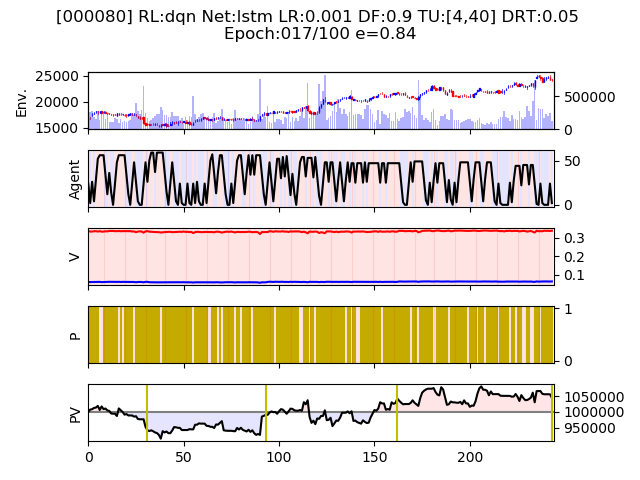 [000080] RL:dqn Net:lstm LR:0.001 DF:0.9 TU:[4,40] DRT:0.05
Epoch:017/100 e=0.84
Env.
25000
20000
15000
500000
0
Agent
50
0
V
0.3
0.2
0.1
P
1
0
PV
1050000
1000000
950000
0 50 100 150 200